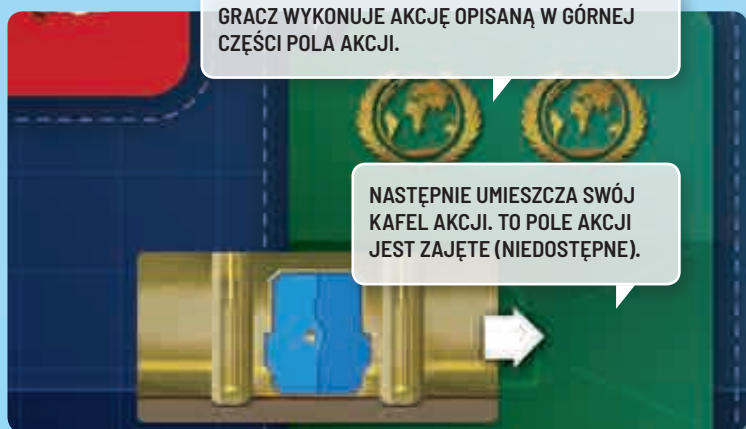 GRACZ WYKONUJE AKCJĘ OPISANĄ W GÓRNEJ
CZĘŚCI POLA AKCJI.
NASTĘPNIE UMIESZCZA SWÓJ
KAFEL AKCJI. TO POLE AKCJI
JEST ZAJĘTE (NIEDOSTĘPNE).